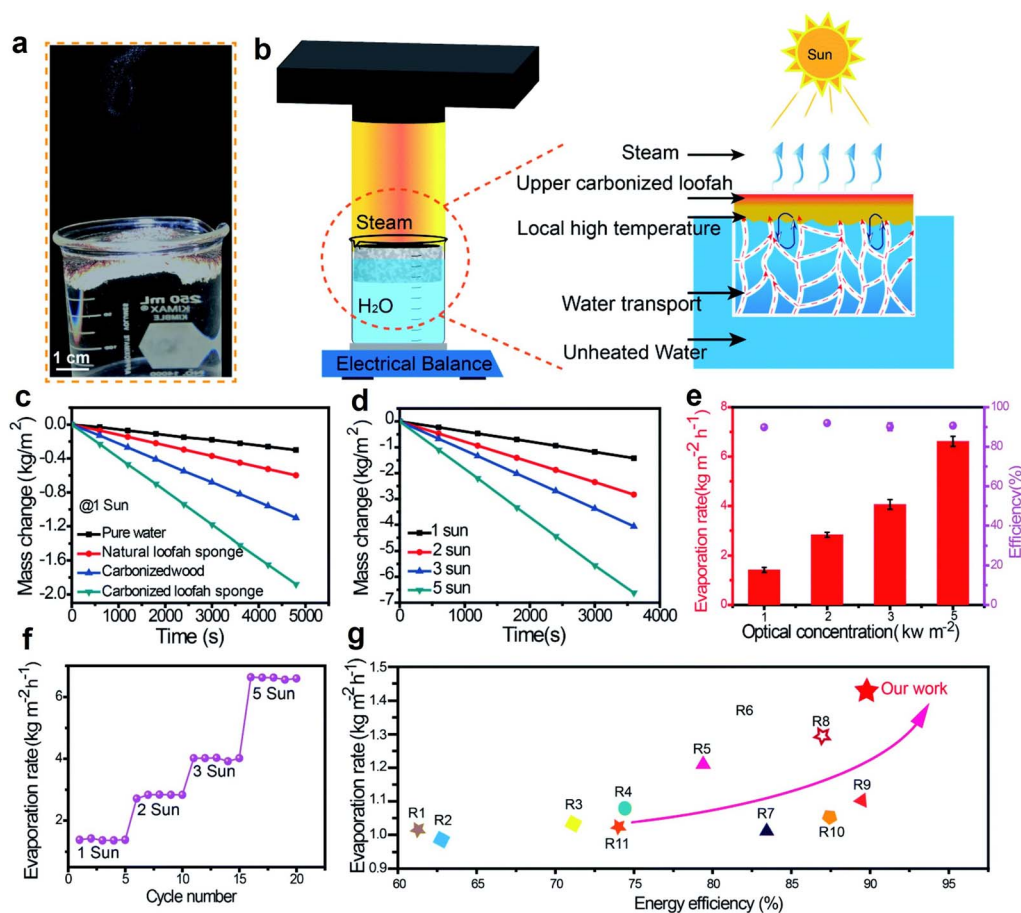 a
1 cm
250 mL
KIMAX
KIMBLE
b
Steam
H₂O
Electrical Balance
Sun
Steam
Upper carbonized loofah
Local high temperature
Water transport
Unheated Water
c
Mass change (kg/m²)
0.0
-0.4
-0.8
-1.2
-1.6
-2.0
@1 Sun
Pure water
Natural loofah sponge
Carbonizedwood
Carbonized loofah sponge
0 1000 2000 3000 4000 5000
Time (s)
d
Mass change (kg/m²)
0
-1
-2
-3
-4
-5
-6
-7
1 sun
2 sun
3 sun
5 sun
0 800 1600 2400 3200 4000
Time(s)
e
Evaporation rate(kg m⁻² h⁻¹)
8
6
4
2
0
100
80
60
40
20
0
Efficiency(%)
1 2 3 5
Optical concentration( kw m⁻²)
f
Evaporation rate(kg m⁻² h⁻¹)
6
4
2
0
5 Sun
3 Sun
2 Sun
1 Sun
0 5 10 15 20
Cycle number
g
Evaporation rate(kg m⁻² h⁻¹)
1.5
1.4
1.3
1.2
1.1
1.0
0.9
Our work
R6
R8
R5
R9
R4
R3
R1
R2
R11
R7
R10
60 65 70 75 80 85 90 95
Energy efficiency (%)